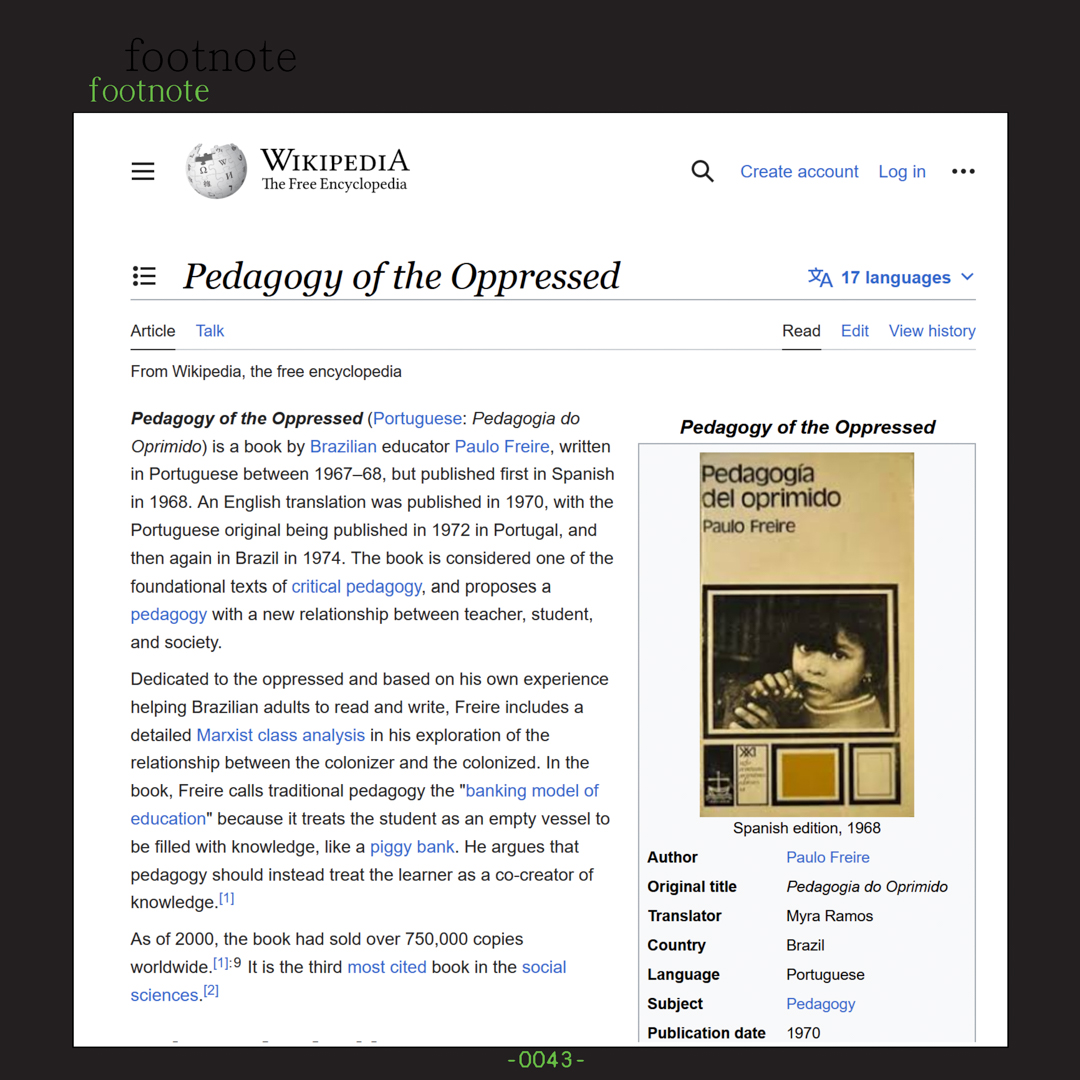 footnote
footnote
WIKIPEDIA
The Free Encyclopedia
Create account Log in
Pedagogy of the Oppressed
17 languages
Article Talk
Read Edit View history
From Wikipedia, the free encyclopedia
Pedagogy of the Oppressed (Portuguese: Pedagogia do
Oprimido) is a book by Brazilian educator Paulo Freire, written
in Portuguese between 1967–68, but published first in Spanish
in 1968. An English translation was published in 1970, with the
Portuguese original being published in 1972 in Portugal, and
then again in Brazil in 1974. The book is considered one of the
foundational texts of critical pedagogy, and proposes a
pedagogy with a new relationship between teacher, student,
and society.
Dedicated to the oppressed and based on his own experience
helping Brazilian adults to read and write, Freire includes a
detailed Marxist class analysis in his exploration of the
relationship between the colonizer and the colonized. In the
book, Freire calls traditional pedagogy the "banking model of
education" because it treats the student as an empty vessel to
be filled with knowledge, like a piggy bank. He argues that
pedagogy should instead treat the learner as a co-creator of
knowledge.[1]
As of 2000, the book had sold over 750,000 copies
worldwide.[1]:9 It is the third most cited book in the social
sciences.[2]
Pedagogy of the Oppressed
Pedagogía
del oprimido
Paulo Freire
Spanish edition, 1968
Author Paulo Freire
Original title Pedagogia do Oprimido
Translator Myra Ramos
Country Brazil
Language Portuguese
Subject Pedagogy
Publication date 1970
-0043-